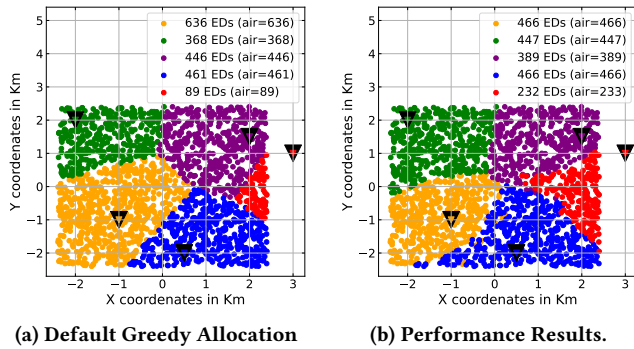 636 EDs (air=636)
368 EDs (air=368)
446 EDs (air=446)
461 EDs (air=461)
89 EDs (air=89)
5
4
3
2
1
0
−1
−2
−2 −1 0 1 2 3
Y coordenates in Km
X coordenates in Km
(a) Default Greedy Allocation
466 EDs (air=466)
447 EDs (air=447)
389 EDs (air=389)
466 EDs (air=466)
232 EDs (air=233)
5
4
3
2
1
0
−1
−2
−2 −1 0 1 2 3
Y coordenates in Km
X coordenates in Km
(b) Performance Results.